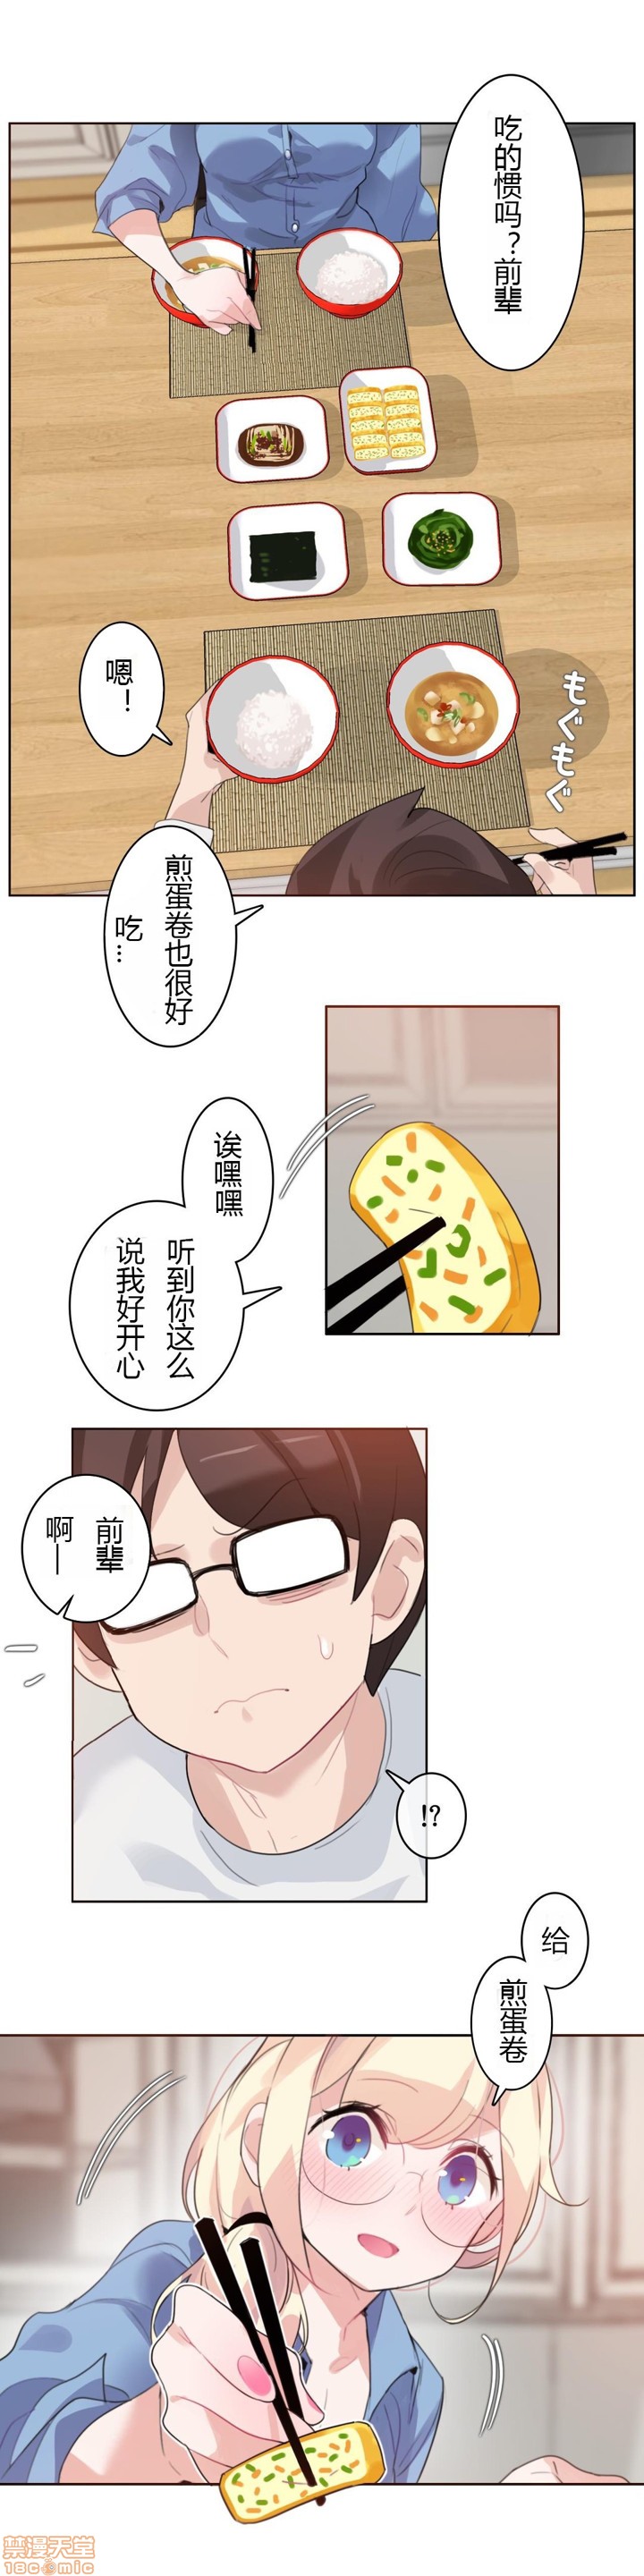 吃的惯吗？前辈
嗯！
もぐもぐ
煎蛋卷也很好
吃…
诶嘿嘿
听到你这么
说我好开心
前辈
啊—
!?
给
煎蛋卷
禁漫天堂
18comic